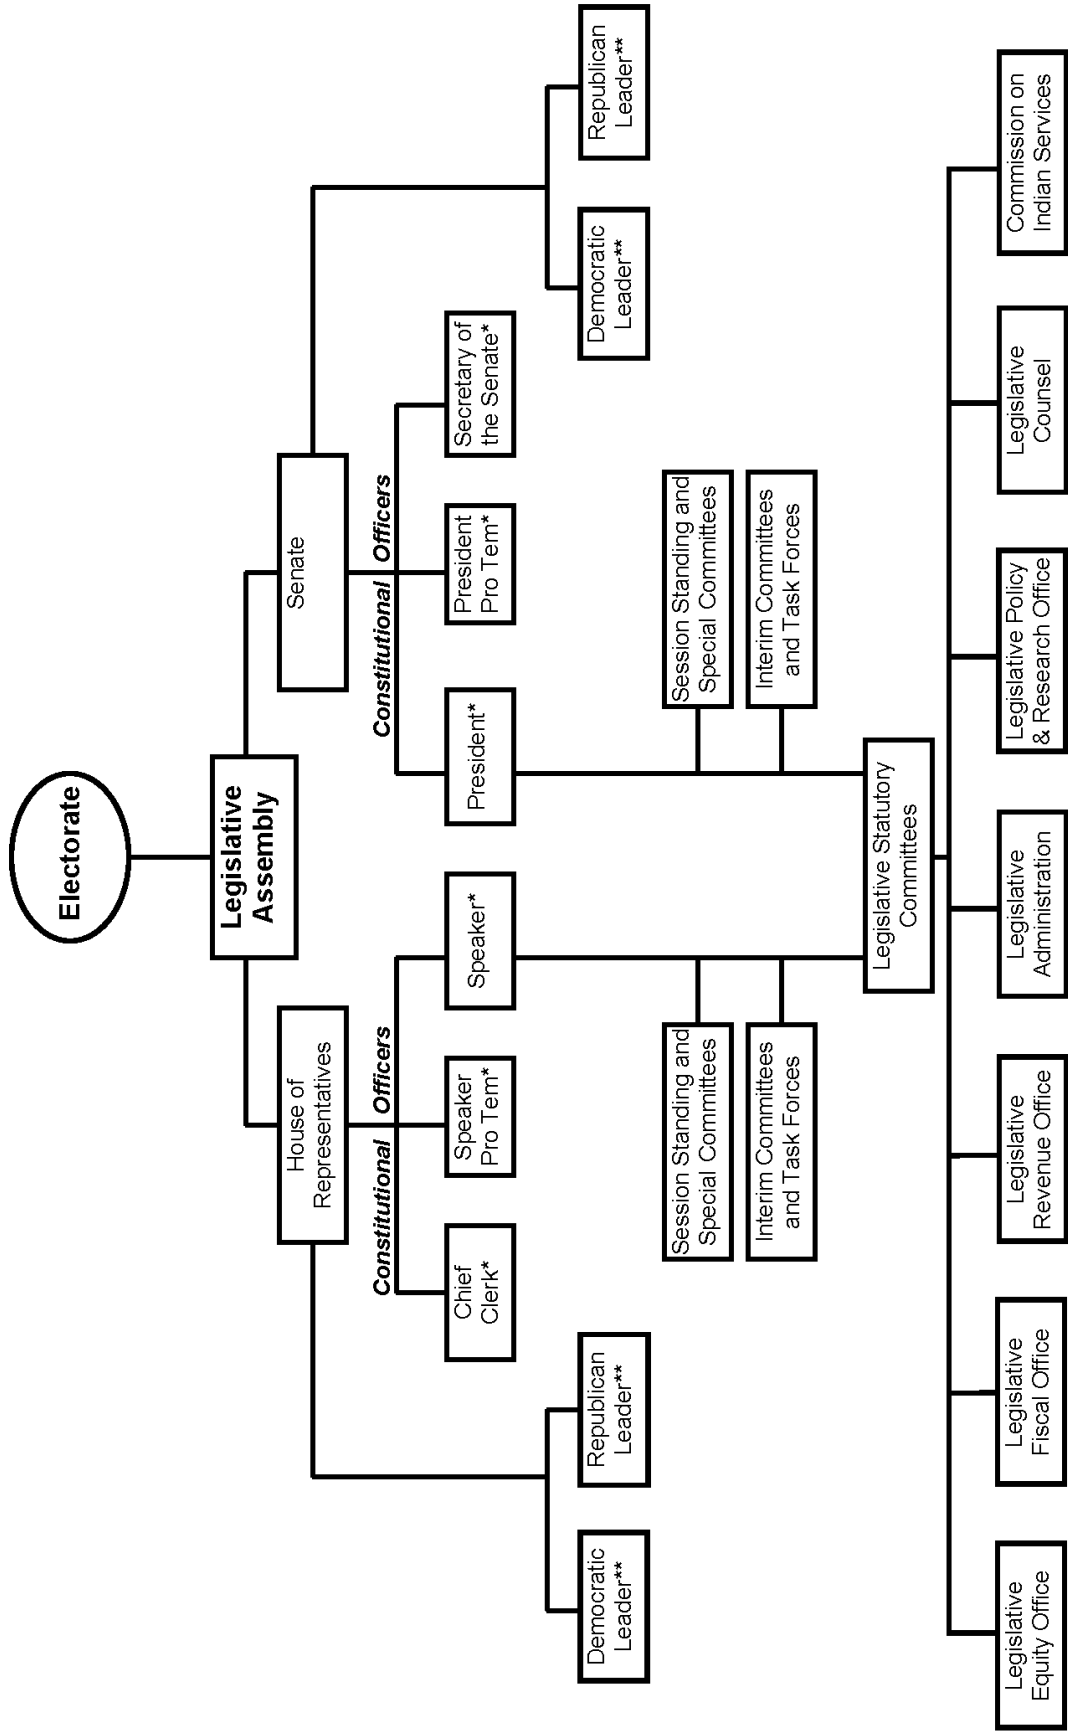 Electorate
Legislative
Assembly
House of
Representatives
Senate
Constitutional Officers
Constitutional Officers
Chief
Clerk*
Speaker
Pro Tem*
Speaker*
President*
President
Pro Tem*
Secretary of
the Senate*
Democratic
Leader**
Republican
Leader**
Democratic
Leader**
Republican
Leader**
Session Standing and
Special Committees
Session Standing and
Special Committees
Interim Committees
and Task Forces
Interim Committees
and Task Forces
Legislative Statutory
Committees
Legislative
Equity Office
Legislative
Fiscal Office
Legislative
Revenue Office
Legislative
Administration
Legislative Policy
& Research Office
Legislative
Counsel
Commission on
Indian Services